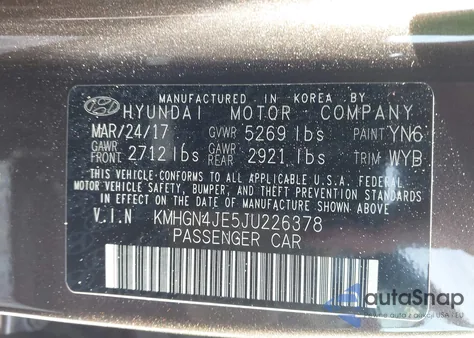 MANUFACTURED IN KOREA BY
HYUNDAI MOTOR COMPANY
MAR/24/17 GVWR 5269 lbs PAINT YN6
GAWR FRONT 2712 lbs GAWR REAR 2921 lbs TRIM WYB
THIS VEHICLE CONFORMS TO ALL APPLICABLE U.S.A. FEDERAL
MOTOR VEHICLE SAFETY, BUMPER, AND THEFT PREVENTION STANDARDS
IN EFFECT ON THE DATE OF MANUFACTURE SHOWN ABOVE.
V.I.N KMHGN4JE5JU226378
PASSENGER CAR
autoSnap